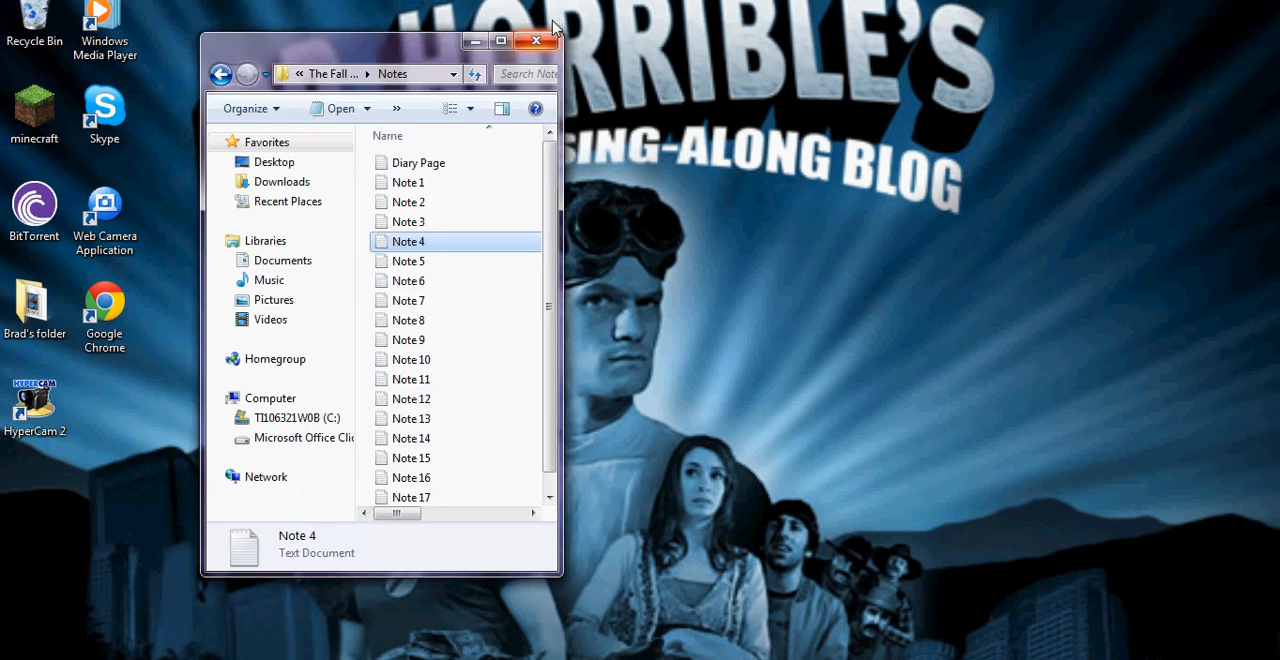 HORRIBLE'S
SING-ALONG BLOG
Recycle Bin
Windows
Media Player
minecraft
Skype
BitTorrent
Web Camera
Application
Brad's folder
Google
Chrome
HYPERCAM
HyperCam 2
« The Fall ... Notes
Search Note
Organize
Open
»
Favorites
Desktop
Downloads
Recent Places
Libraries
Documents
Music
Pictures
Videos
Homegroup
Computer
TI106321W0B (C:)
Microsoft Office Clic
Network
Name
Diary Page
Note 1
Note 2
Note 3
Note 4
Note 5
Note 6
Note 7
Note 8
Note 9
Note 10
Note 11
Note 12
Note 13
Note 14
Note 15
Note 16
Note 17
Note 4
Text Document